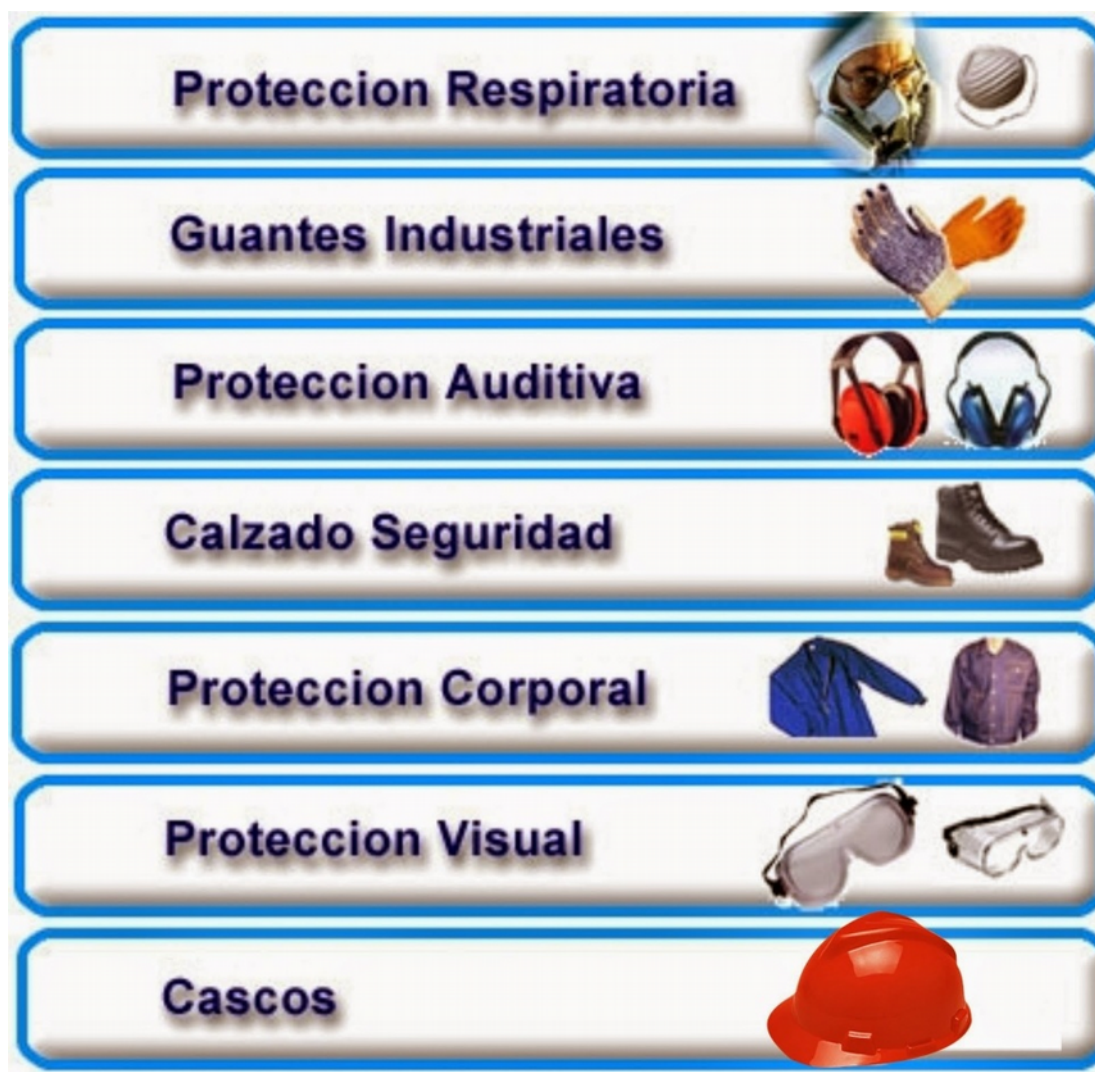 Proteccion Respiratoria
Guantes Industriales
Proteccion Auditiva
Calzado Seguridad
Proteccion Corporal
Proteccion Visual
Cascos